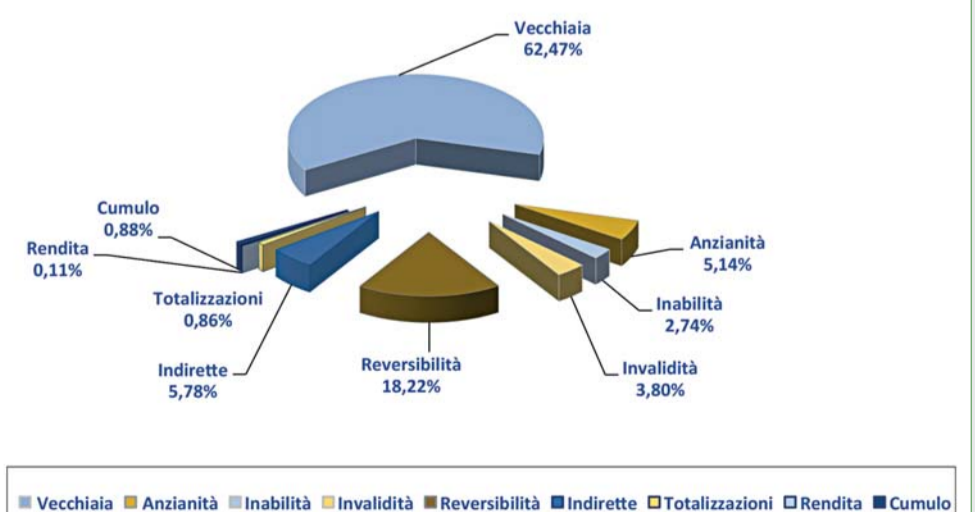 Vecchiaia
62,47%
Cumulo
0,88%
Rendita
0,11%
Anzianità
5,14%
Totalizzazioni
0,86%
Inabilità
2,74%
Indirette
5,78%
Reversibilità
18,22%
Invalidità
3,80%
Vecchiaia Anzianità Inabilità Invalidità Reversibilità Indirette Totalizzazioni Rendita Cumulo